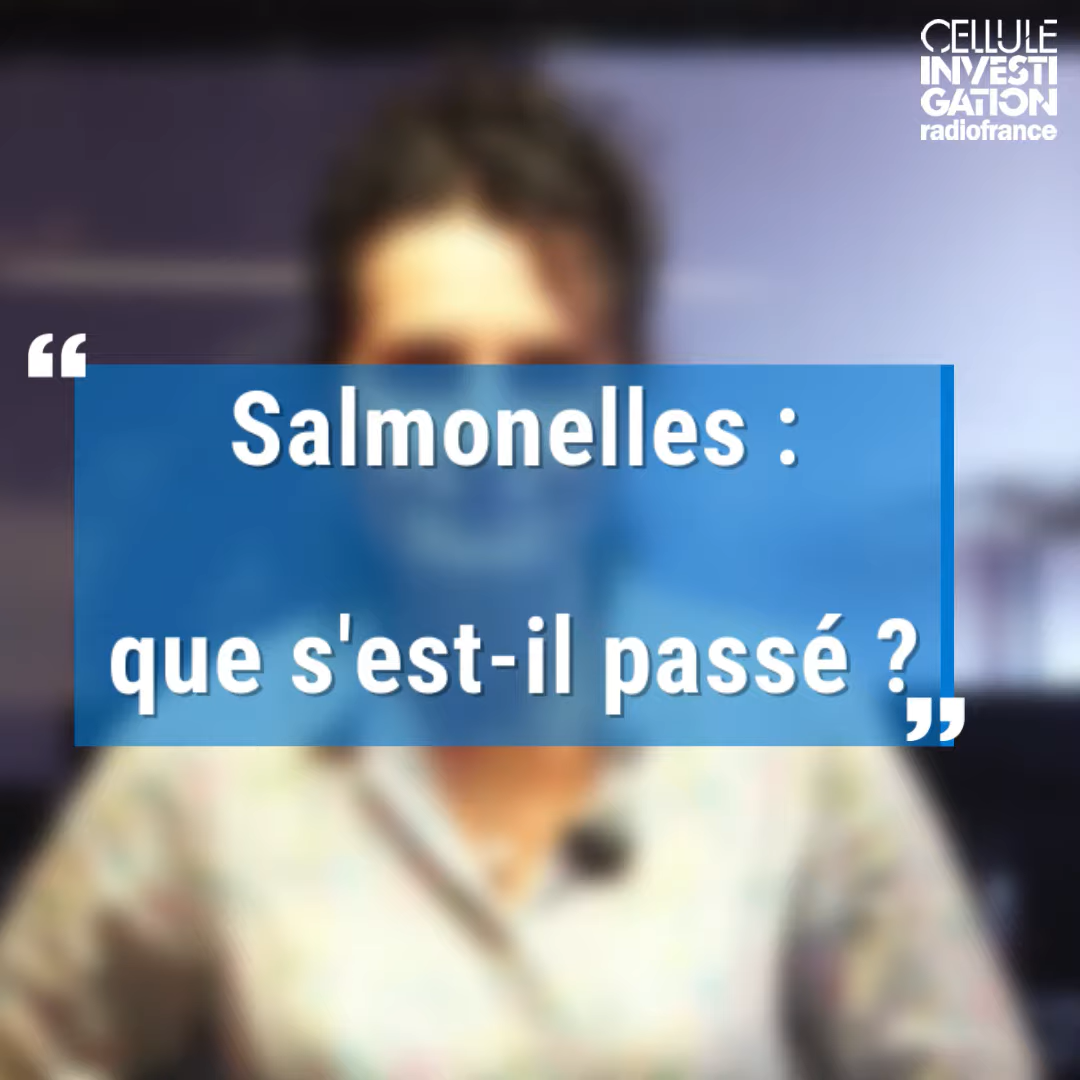 CELLULE
INVESTI
GATION
radiofrance
“
Salmonelles :
que s'est-il passé ?
”